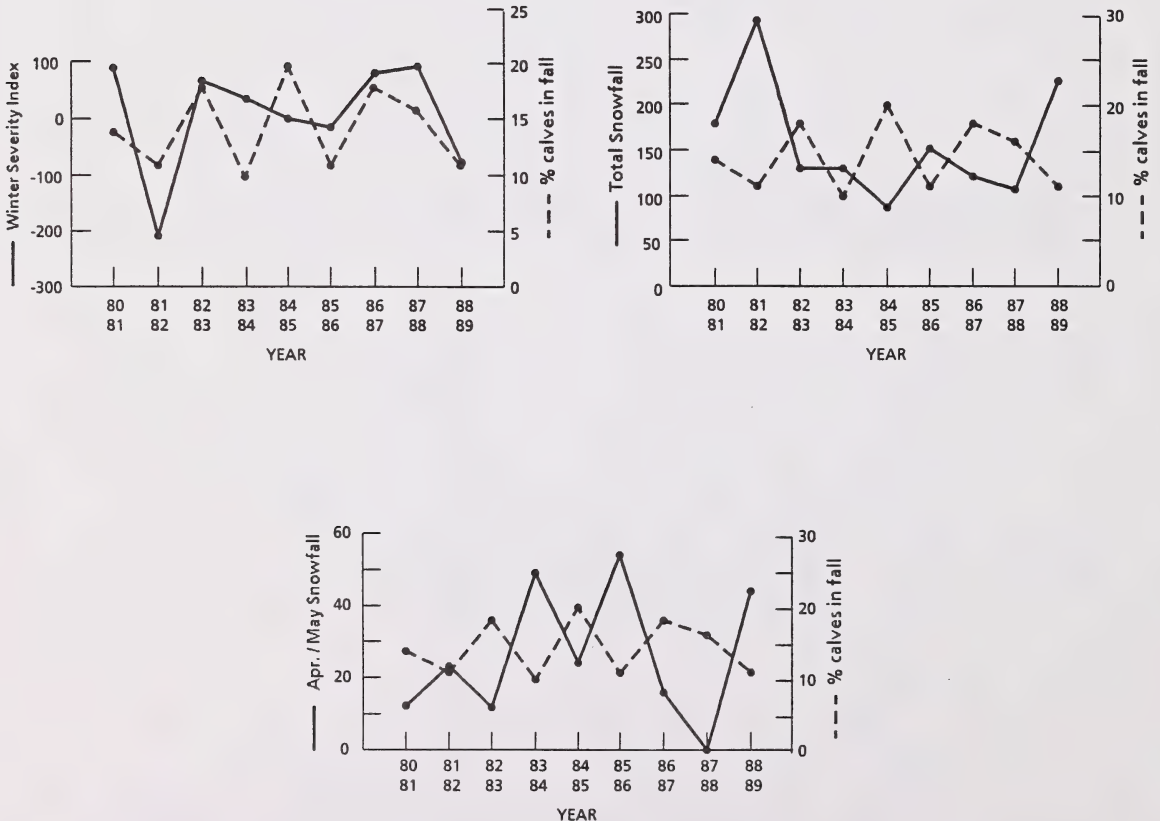 Winter Severity Index
100
0
-100
-200
-300
25
20
15
10
5
0
% calves in fall
80 81 82 83 84 85 86 87 88
81 82 83 84 85 86 87 88 89
YEAR
Total Snowfall
300
250
200
150
100
50
0
30
20
10
0
% calves in fall
80 81 82 83 84 85 86 87 88
81 82 83 84 85 86 87 88 89
YEAR
Apr. / May Snowfall
60
40
20
0
30
20
10
0
% calves in fall
80 81 82 83 84 85 86 87 88
81 82 83 84 85 86 87 88 89
YEAR